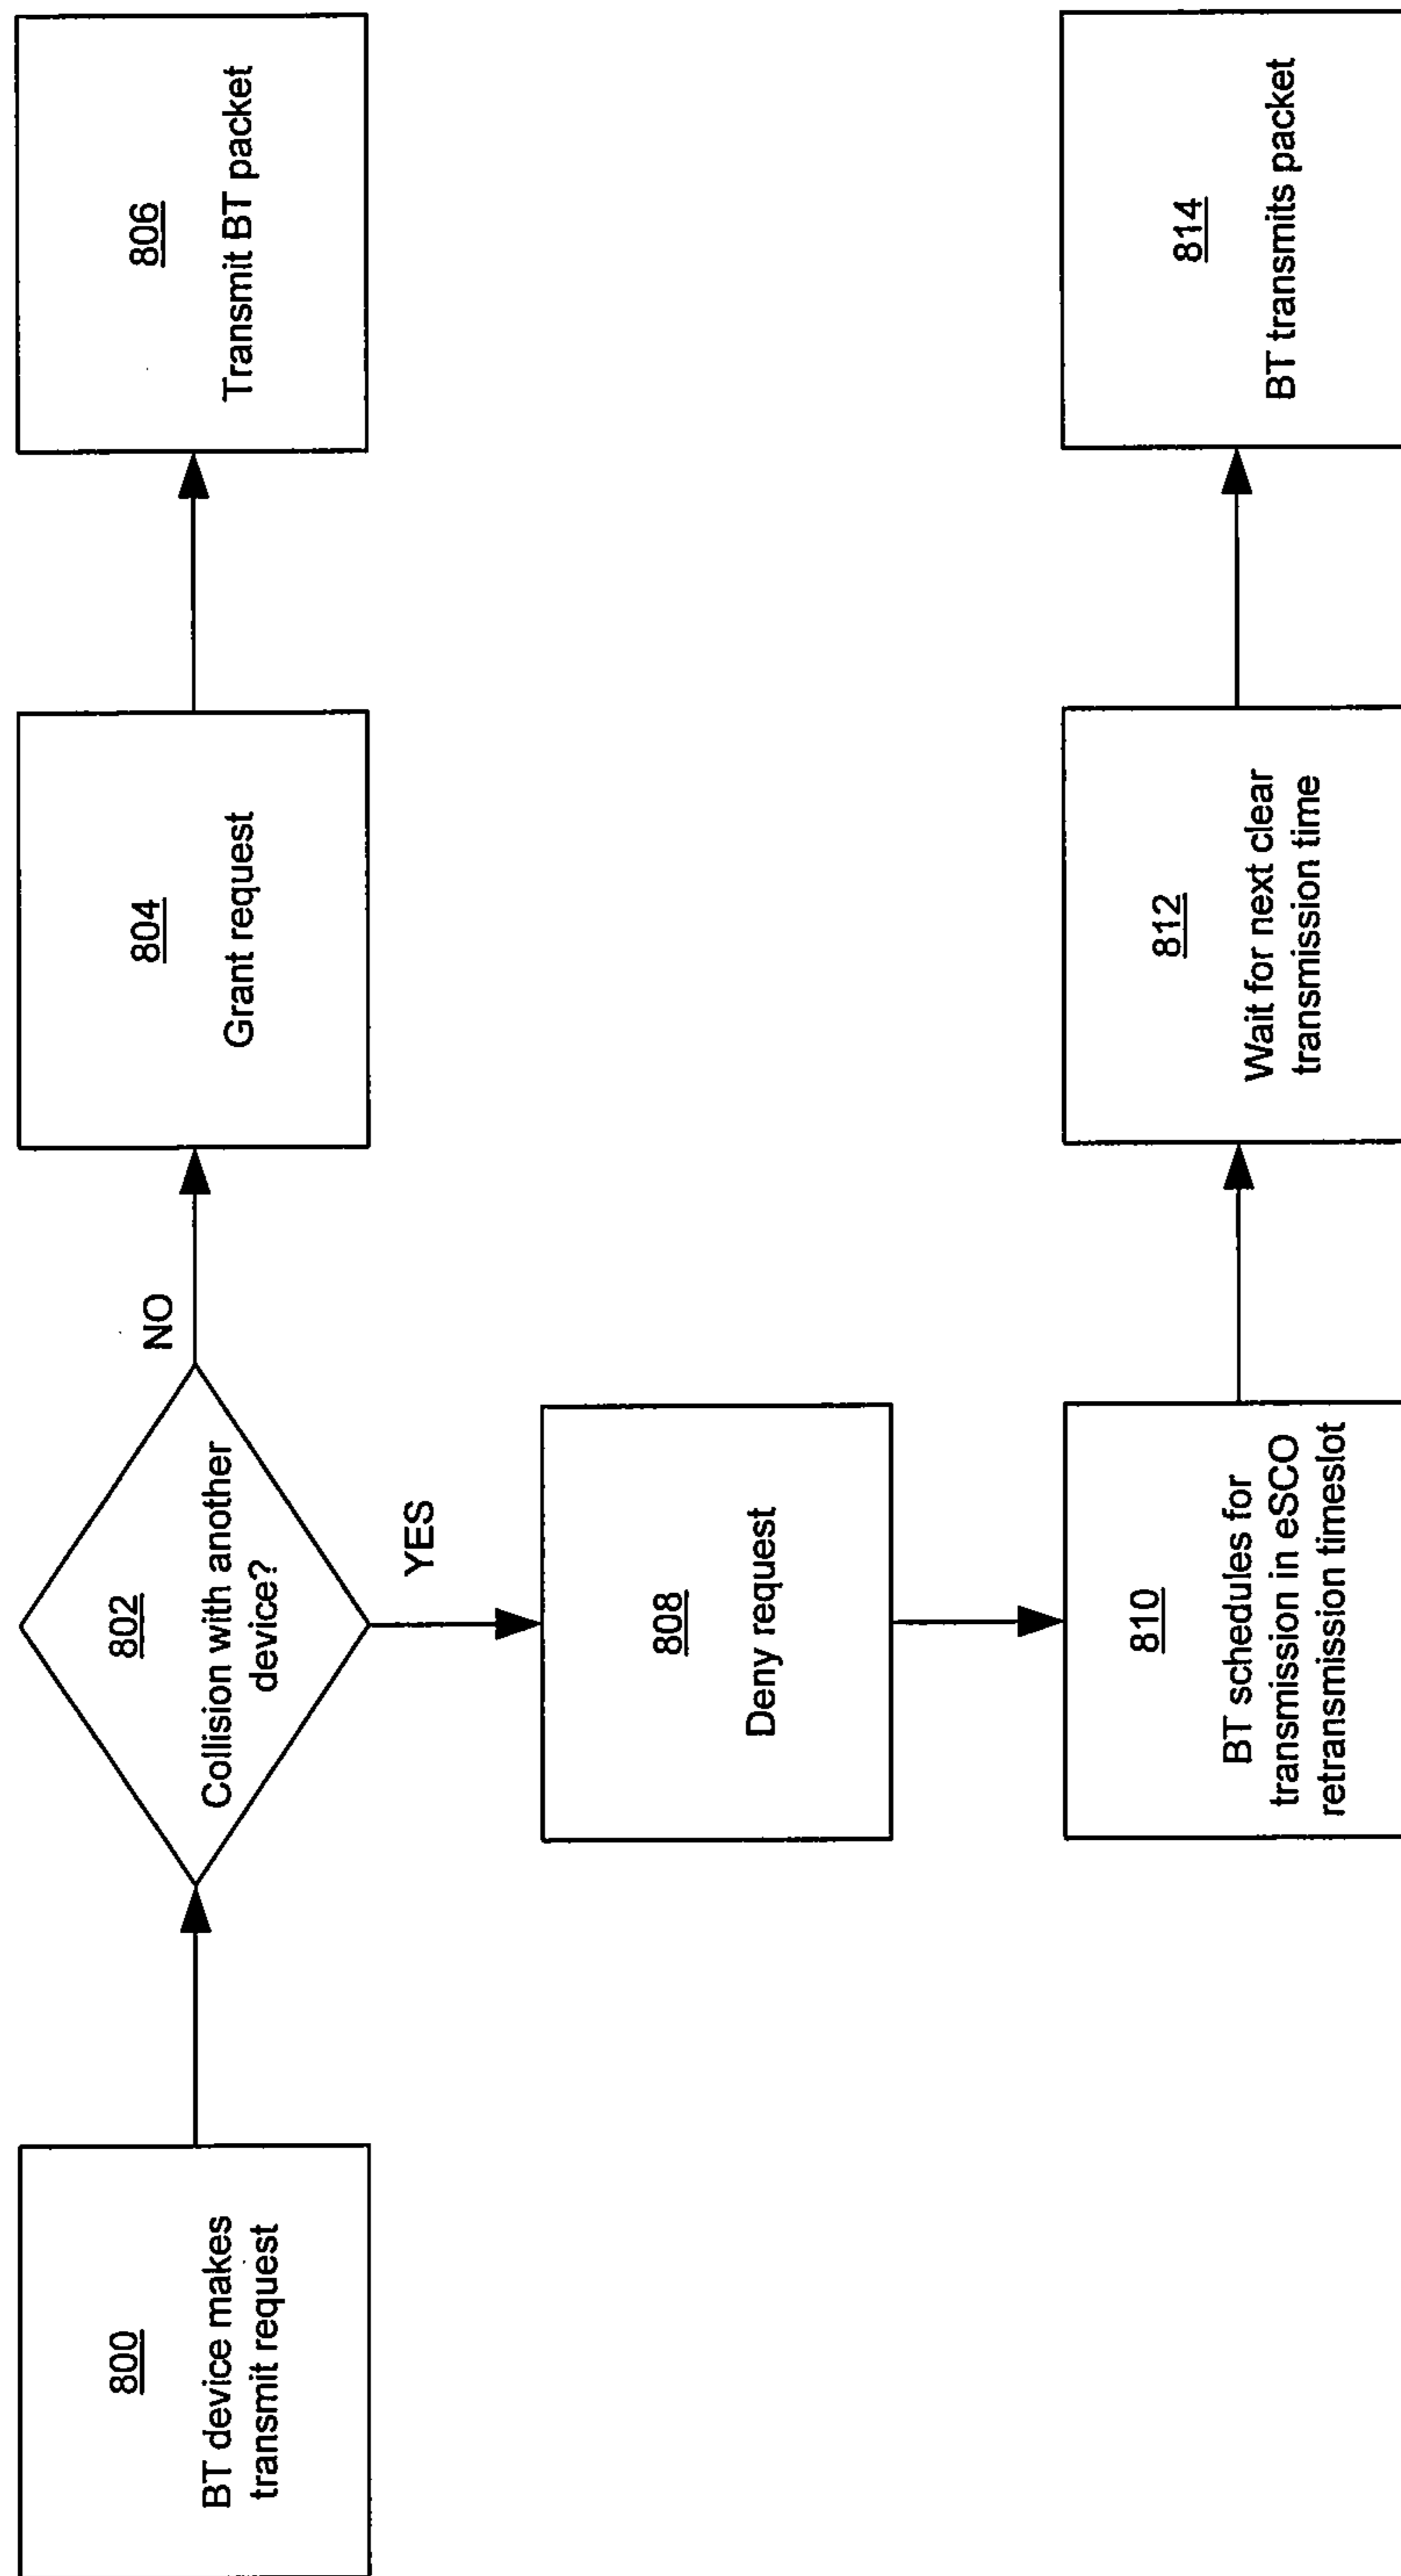 800
BT device makes
transmit request
802
Collision with another
device?
NO
804
Grant request
806
Transmit BT packet
YES
808
Deny request
810
BT schedules for
transmission in eSCO
retransmission timeslot
812
Wait for next clear
transmission time
814
BT transmits packet